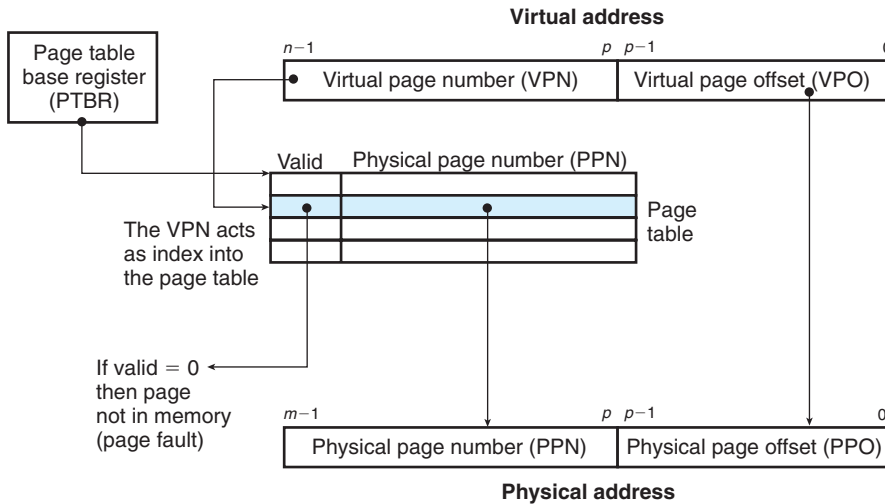 Virtual address
Page table
base register
(PTBR)
n−1
p
p−1
0
Virtual page number (VPN)
Virtual page offset (VPO)
Valid
Physical page number (PPN)
Page
table
The VPN acts
as index into
the page table
If valid = 0
then page
not in memory
(page fault)
m−1
p
p−1
0
Physical page number (PPN)
Physical page offset (PPO)
Physical address